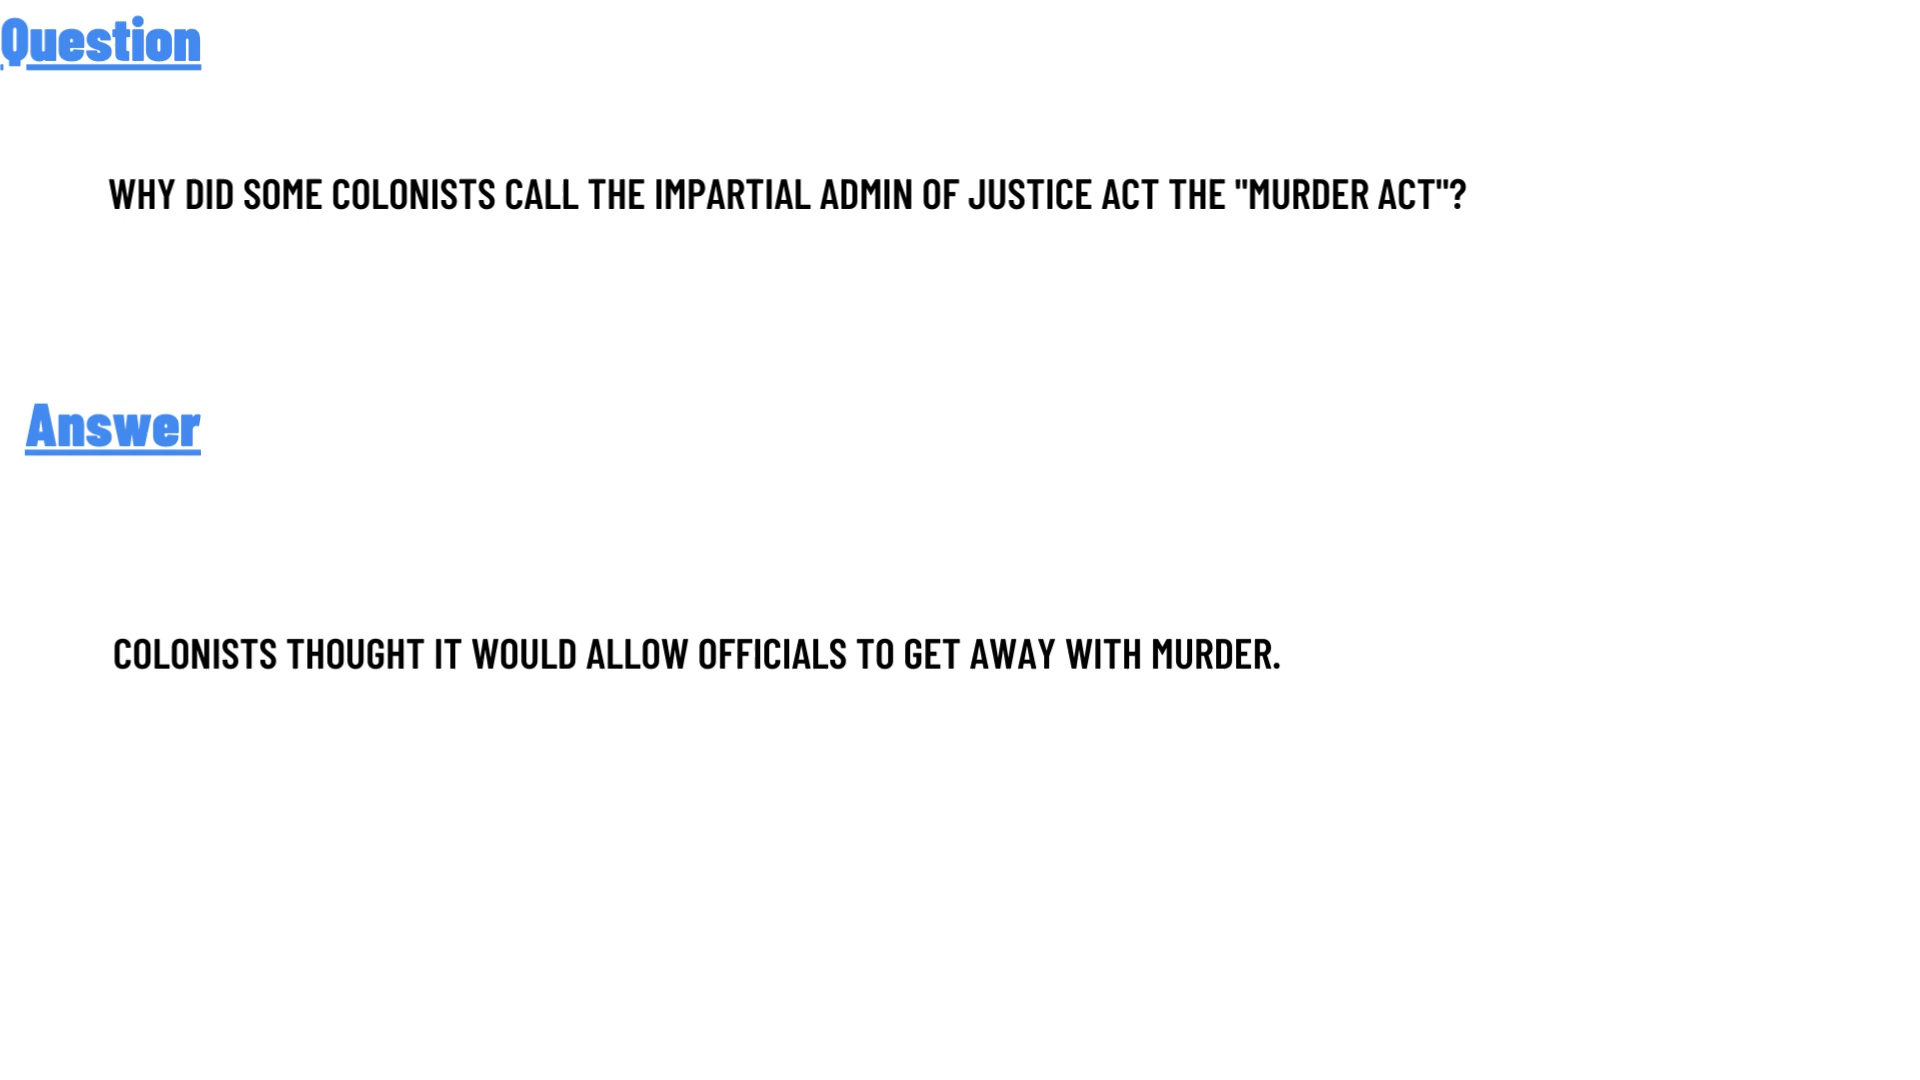 Question
WHY DID SOME COLONISTS CALL THE IMPARTIAL ADMIN OF JUSTICE ACT THE "MURDER ACT"?
Answer
COLONISTS THOUGHT IT WOULD ALLOW OFFICIALS TO GET AWAY WITH MURDER.